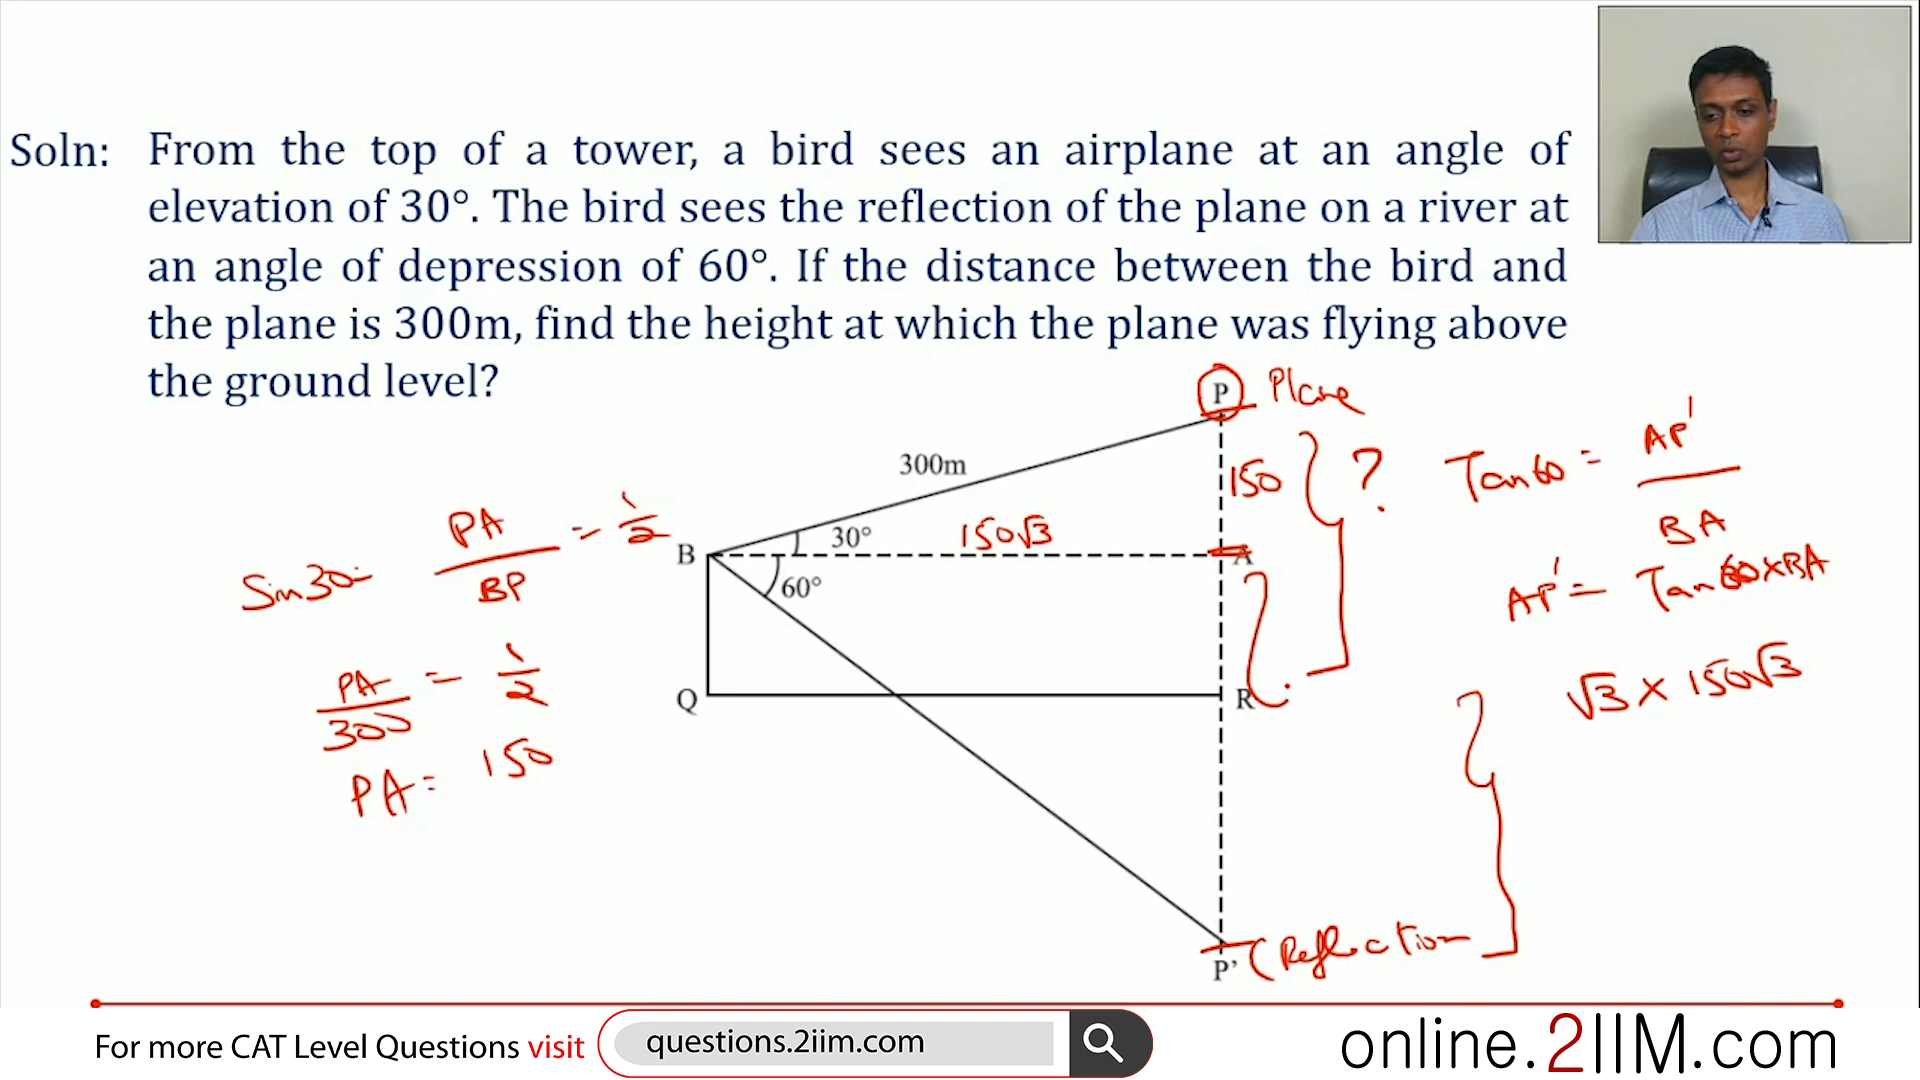 Soln: From the top of a tower, a bird sees an airplane at an angle of
elevation of 30°. The bird sees the reflection of the plane on a river at
an angle of depression of 60°. If the distance between the bird and
the plane is 300m, find the height at which the plane was flying above
the ground level?
P Plane
300m
150 ?
Tan60 = AP'/BA
Sin30= PA/BP = 1/2
B 30° 150√3 A
60°
AP' = Tan60×BA
PA/300 = 1/2
√3 × 150√3
Q R
PA= 150
P' (Reflection
For more CAT Level Questions visit questions.2iim.com
online.2IIM.com